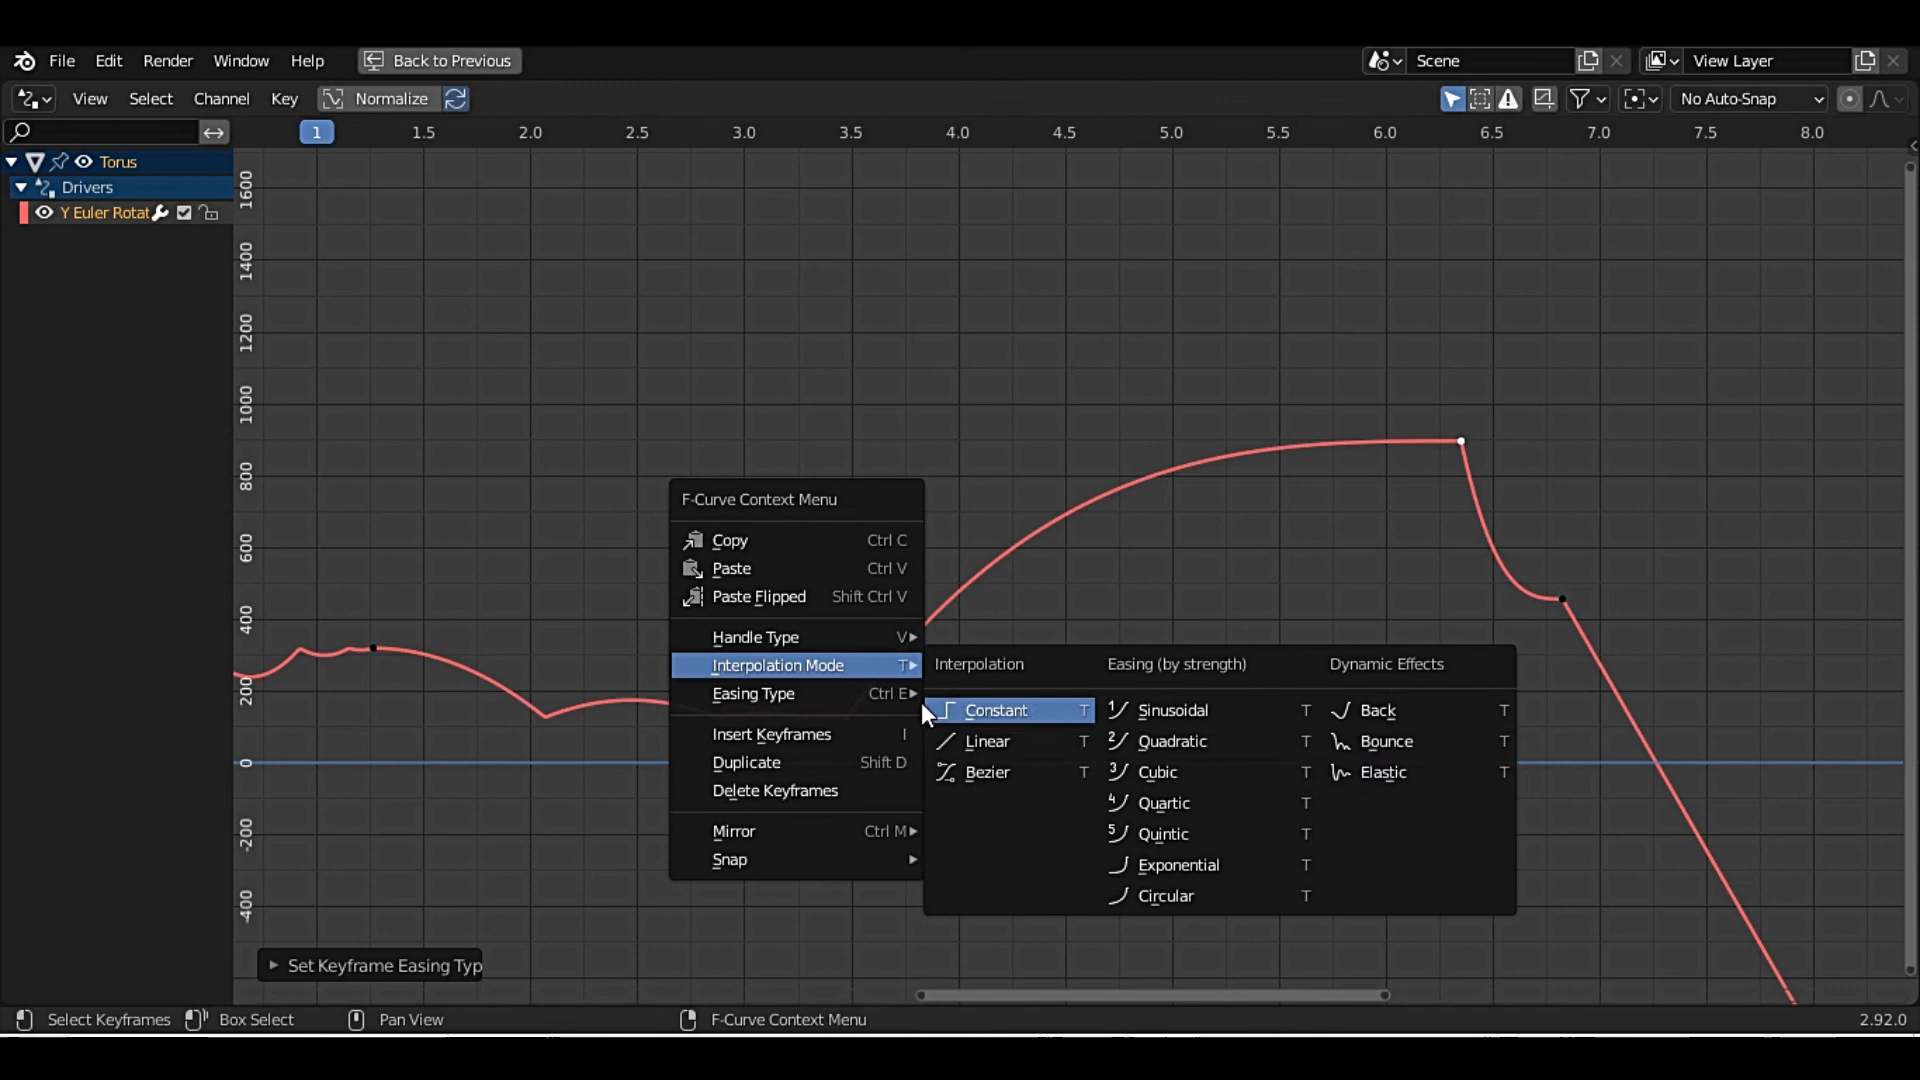 File Edit Render Window Help Back to Previous Scene View Layer
View Select Channel Key Normalize No Auto-Snap
1 1.5 2.0 2.5 3.0 3.5 4.0 4.5 5.0 5.5 6.0 6.5 7.0 7.5 8.0
Torus
Drivers
Y Euler Rotat
1600
1400
1200
1000
800
600
400
200
0
-200
-400
F-Curve Context Menu
Copy Ctrl C
Paste Ctrl V
Paste Flipped Shift Ctrl V
Handle Type V
Interpolation Mode T
Easing Type Ctrl E
Insert Keyframes I
Duplicate Shift D
Delete Keyframes
Mirror Ctrl M
Snap
Interpolation Easing (by strength) Dynamic Effects
Constant T 1 Sinusoidal T Back T
Linear T 2 Quadratic T Bounce T
Bezier T 3 Cubic T Elastic T
4 Quartic T
5 Quintic T
Exponential T
Circular T
Set Keyframe Easing Typ
Select Keyframes Box Select Pan View F-Curve Context Menu 2.92.0